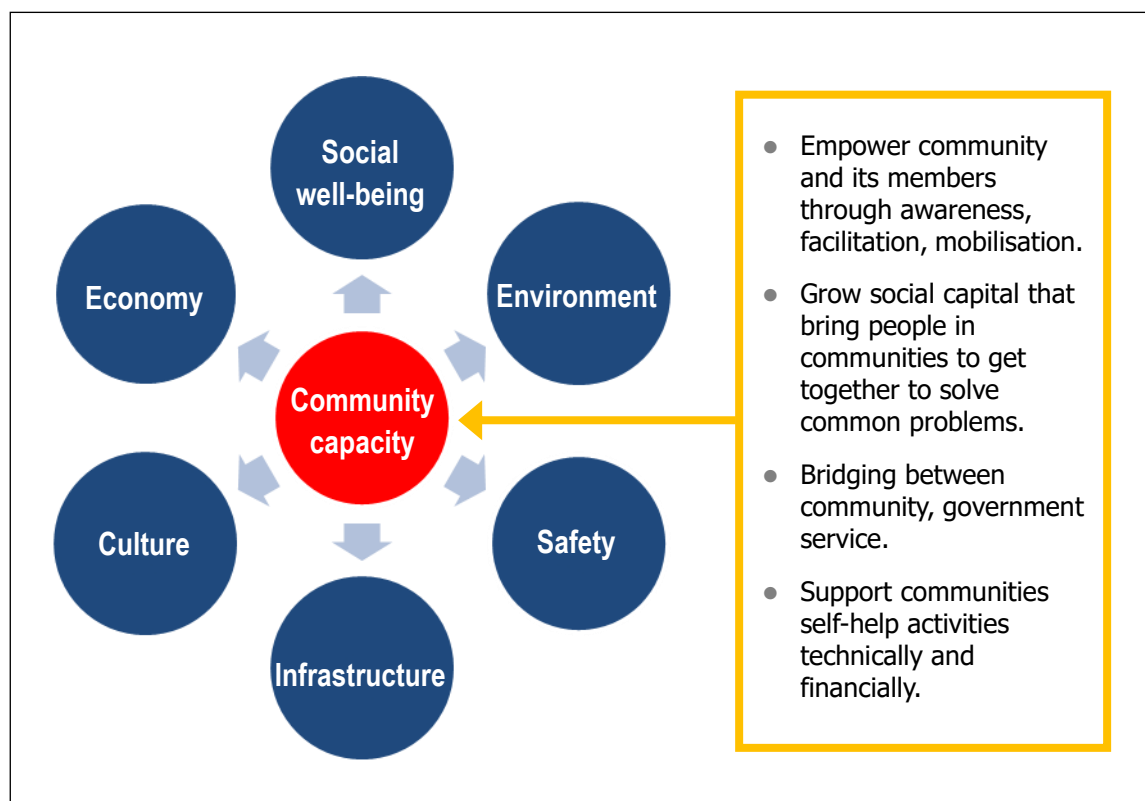 Social
well-being
Economy
Environment
Community
capacity
Culture
Safety
Infrastructure
Empower community
and its members
through awareness,
facilitation, mobilisation.
Grow social capital that
bring people in
communities to get
together to solve
common problems.
Bridging between
community, government
service.
Support communities
self-help activities
technically and
financially.